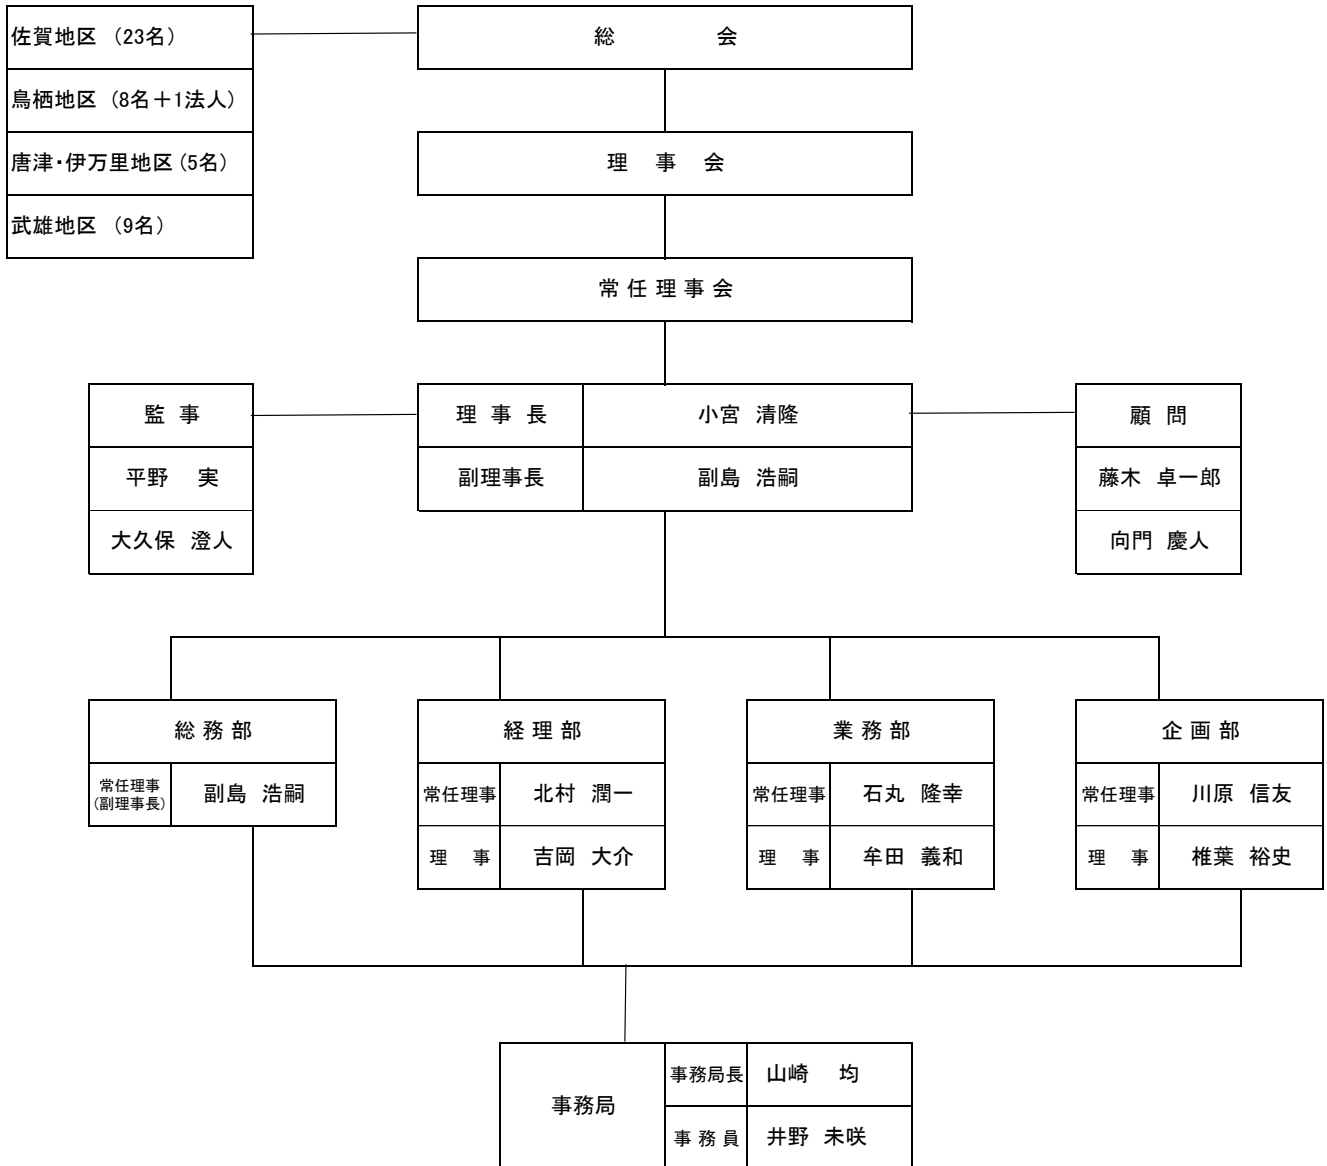 佐賀地区 （23名）
鳥栖地区 （8名＋1法人）
唐津・伊万里地区 （5名）
武雄地区 （9名）
総 会
理 事 会
常 任 理 事 会
監 事
平野 実
大久保 澄人
理 事 長 小宮 清隆
副理事長 副島 浩嗣
顧 問
藤木 卓一郎
向門 慶人
総 務 部
常任理事
(副理事長)
副島 浩嗣
経 理 部
常任理事 北村 潤一
理 事 吉岡 大介
業 務 部
常任理事 石丸 隆幸
理 事 牟田 義和
企 画 部
常任理事 川原 信友
理 事 椎葉 裕史
事務局
事務局長 山崎 均
事 務 員 井野 未咲